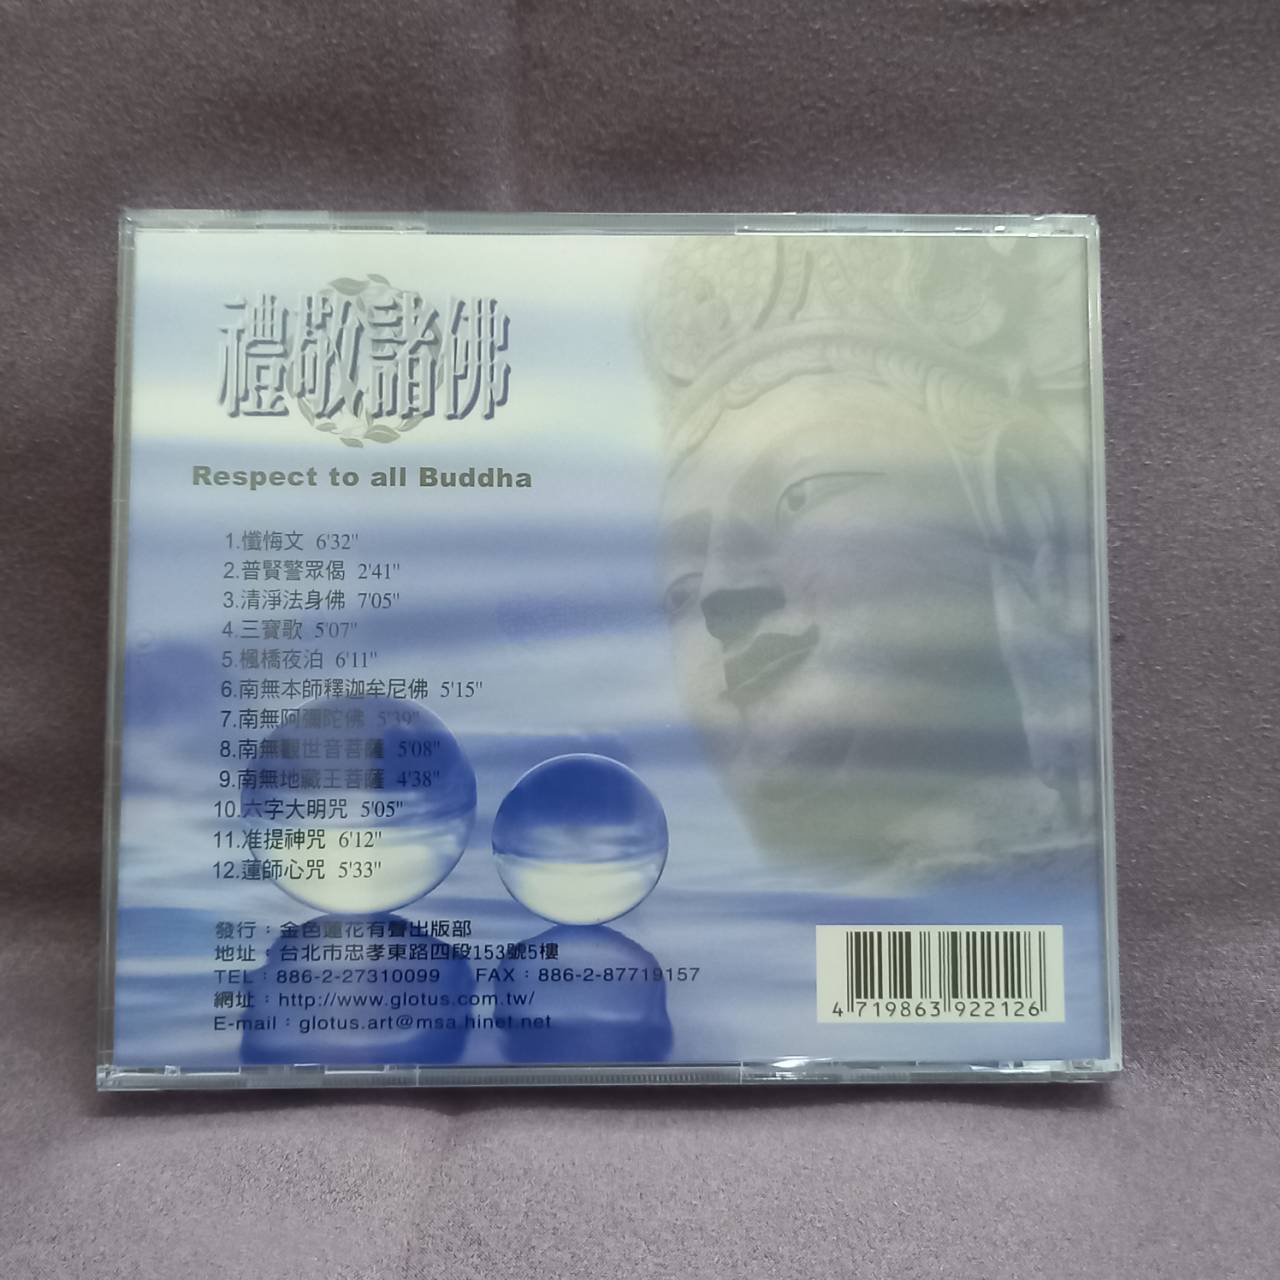 禮敬諸佛
Respect to all Buddha
1.懺悔文 6'32"
2.普賢警眾偈 2'41"
3.清淨法身佛 7'05"
4.三寶歌 5'07"
5.楓橋夜泊 6'11"
6.南無本師釋迦牟尼佛 5'15"
7.南無阿彌陀佛 5'39"
8.南無觀世音菩薩 5'08"
9.南無地藏王菩薩 4'38"
10.六字大明咒 5'05"
11.准提神咒 6'12"
12.蓮師心咒 5'33"
發行：金色蓮花有聲出版部
地址：台北市忠孝東路四段153號5樓
TEL：886-2-27310099 FAX：886-2-87719157
網址：http://www.glotus.com.tw/
E-mail：glotus.art@msa.hinet.net
4 719863 922126